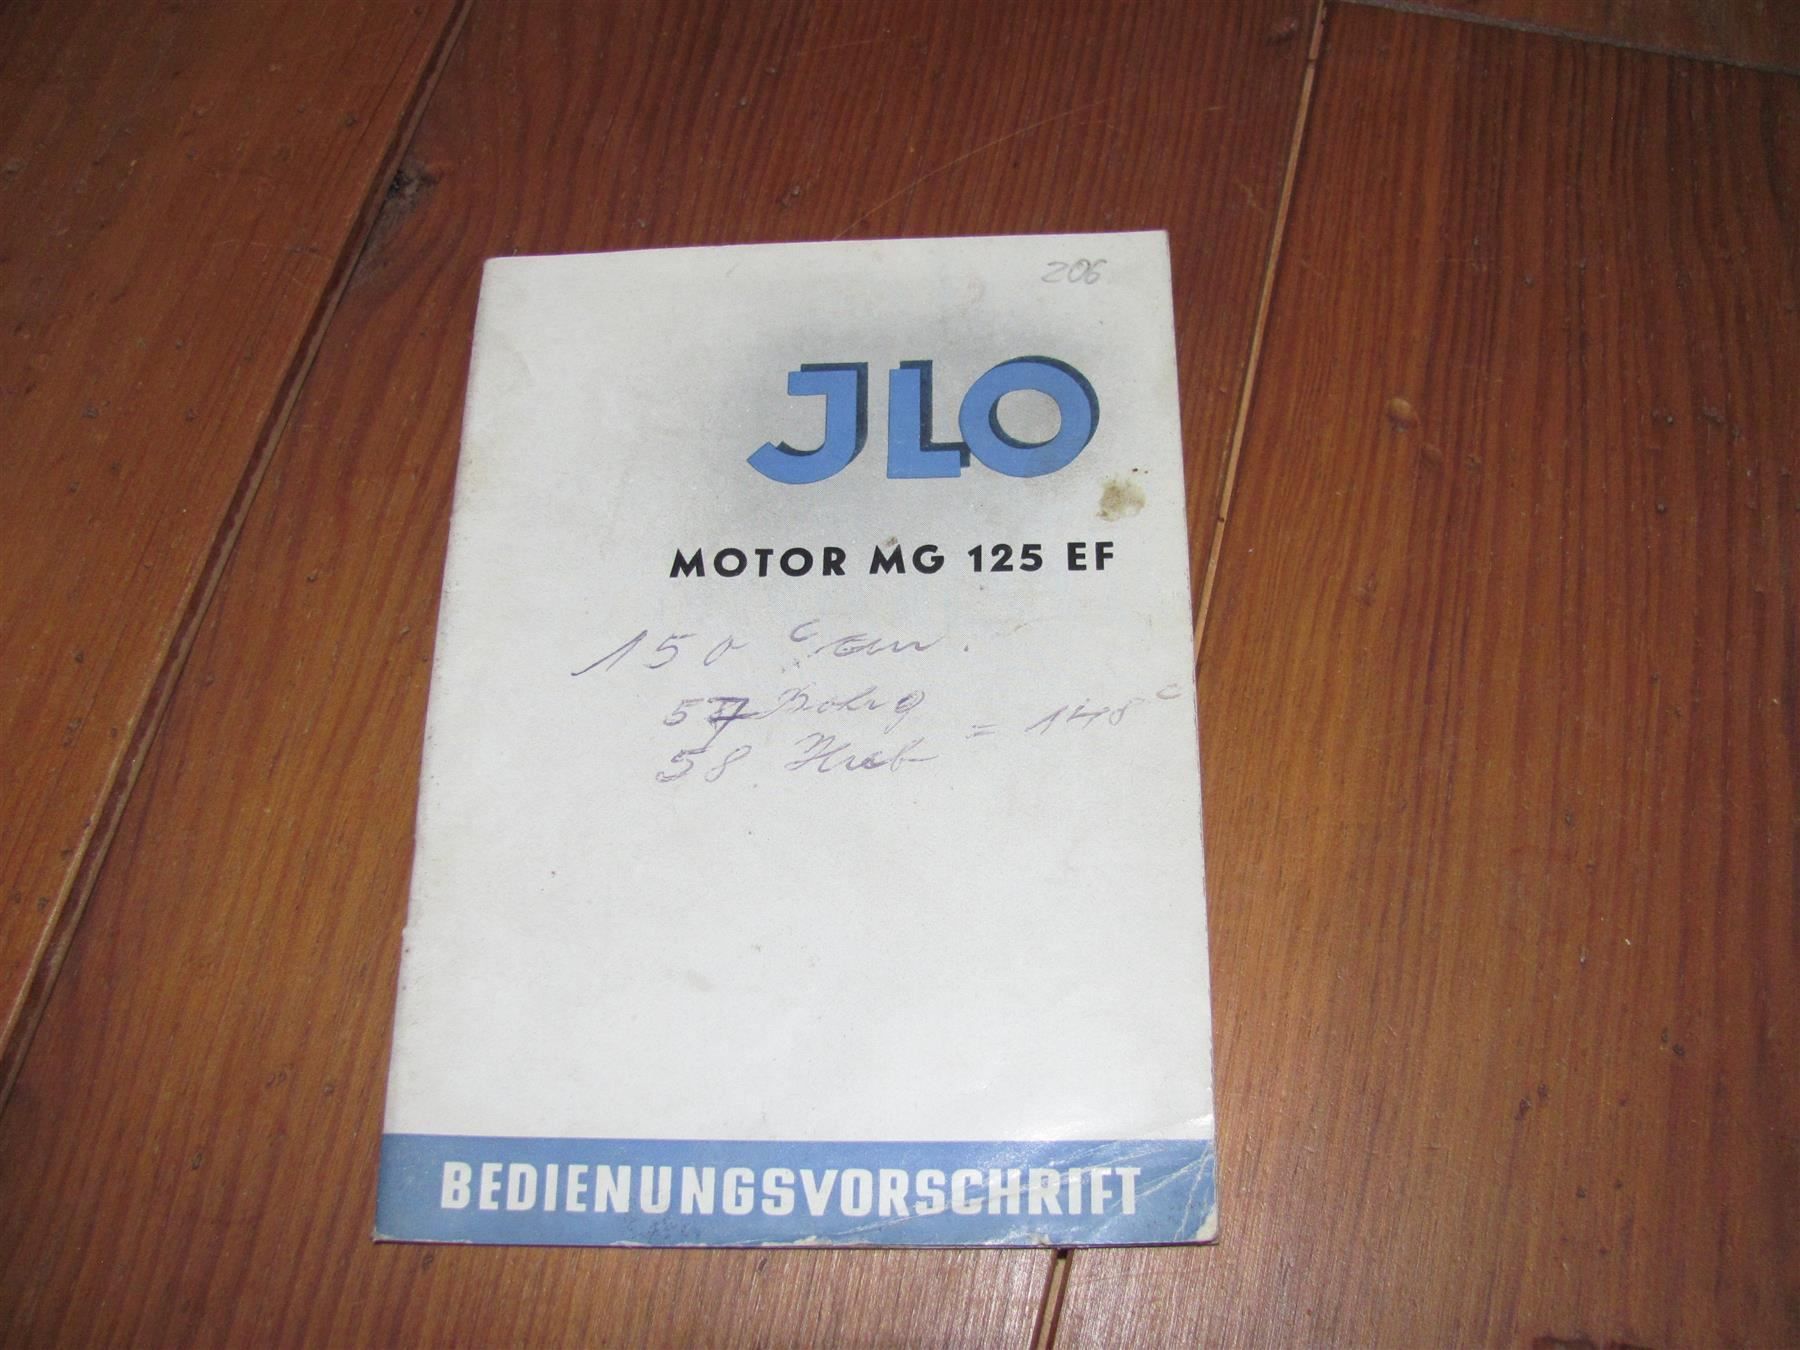 206
JLO
MOTOR MG 125 EF
150 ccm.
57 Bohrg
58 Hub = 148 c
BEDIENUNGSVORSCHRIFT